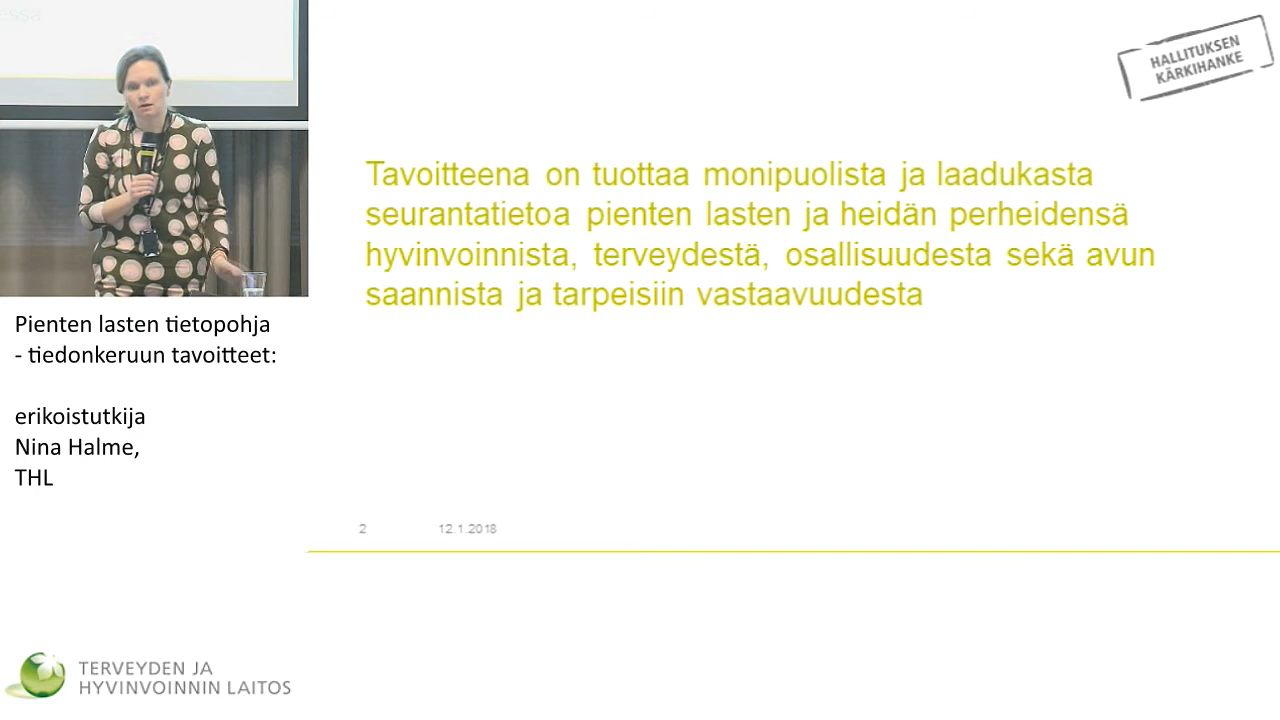 essa
HALLITUKSEN
KÄRKIHANKE
Tavoitteena on tuottaa monipuolista ja laadukasta
seurantatietoa pienten lasten ja heidän perheidensä
hyvinvoinnista, terveydestä, osallisuudesta sekä avun
saannista ja tarpeisiin vastaavuudesta
Pienten lasten tietopohja
- tiedonkeruun tavoitteet:
erikoistutkija
Nina Halme,
THL
2 12.1.2018
TERVEYDEN JA
HYVINVOINNIN LAITOS